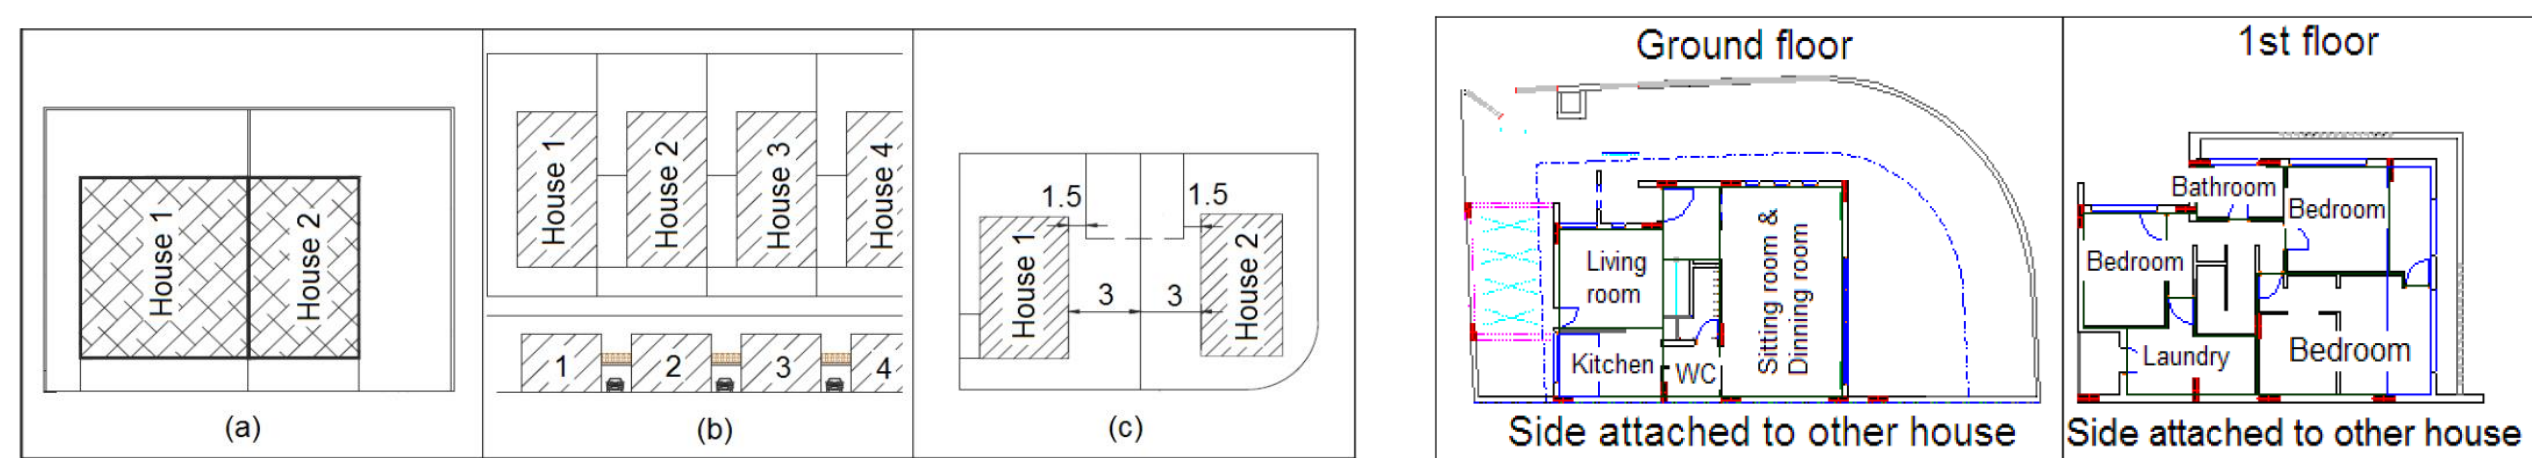 House 1
House 2
(a)
House 1
House 2
House 3
House 4
1
2
3
4
(b)
1.5
1.5
House 1
3
3
House 2
(c)
Ground floor
Living
room
Sitting room &
Dinning room
Kitchen
WC
Side attached to other house
1st floor
Bathroom
Bedroom
Bedroom
Laundry
Bedroom
Side attached to other house